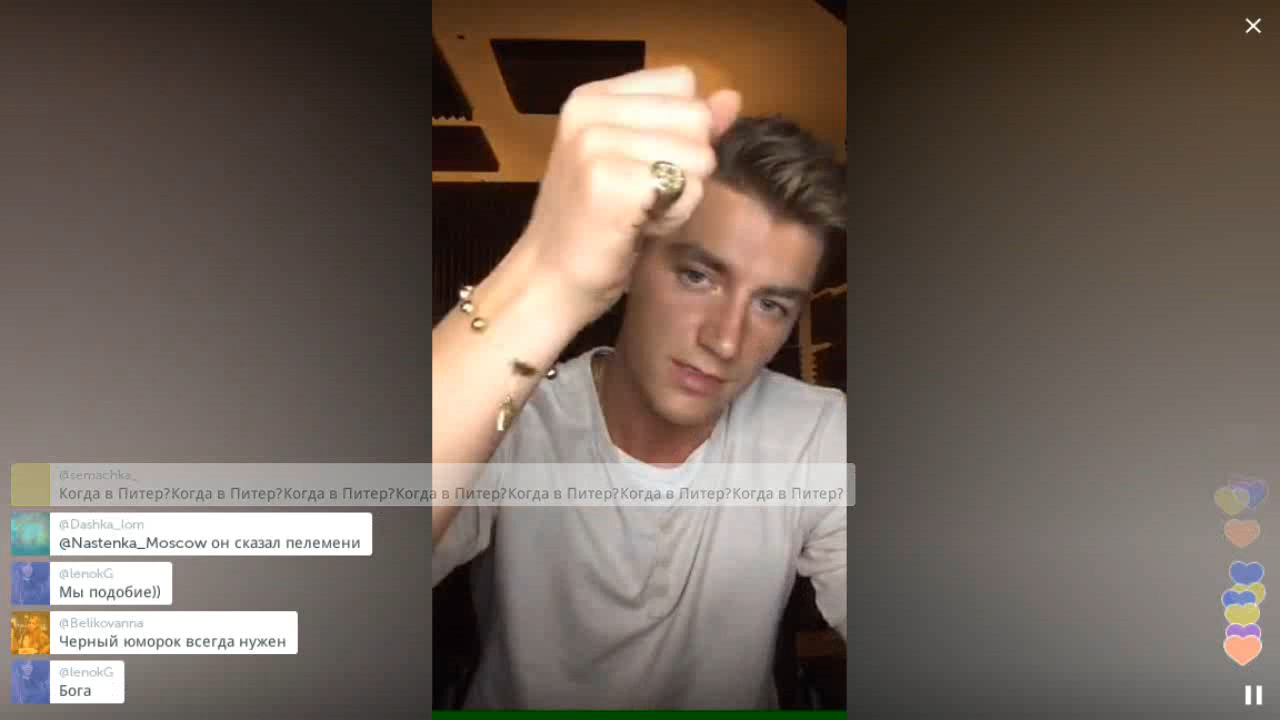 @semachka_
Когда в Питер?Когда в Питер?Когда в Питер?Когда в Питер?Когда в Питер?Когда в Питер?Когда в Питер?
@Dashka_lom
@Nastenka_Moscow он сказал пелемени
@lenokG
Мы подобие))
@Belikovanna
Черный юморок всегда нужен
@lenokG
Бога